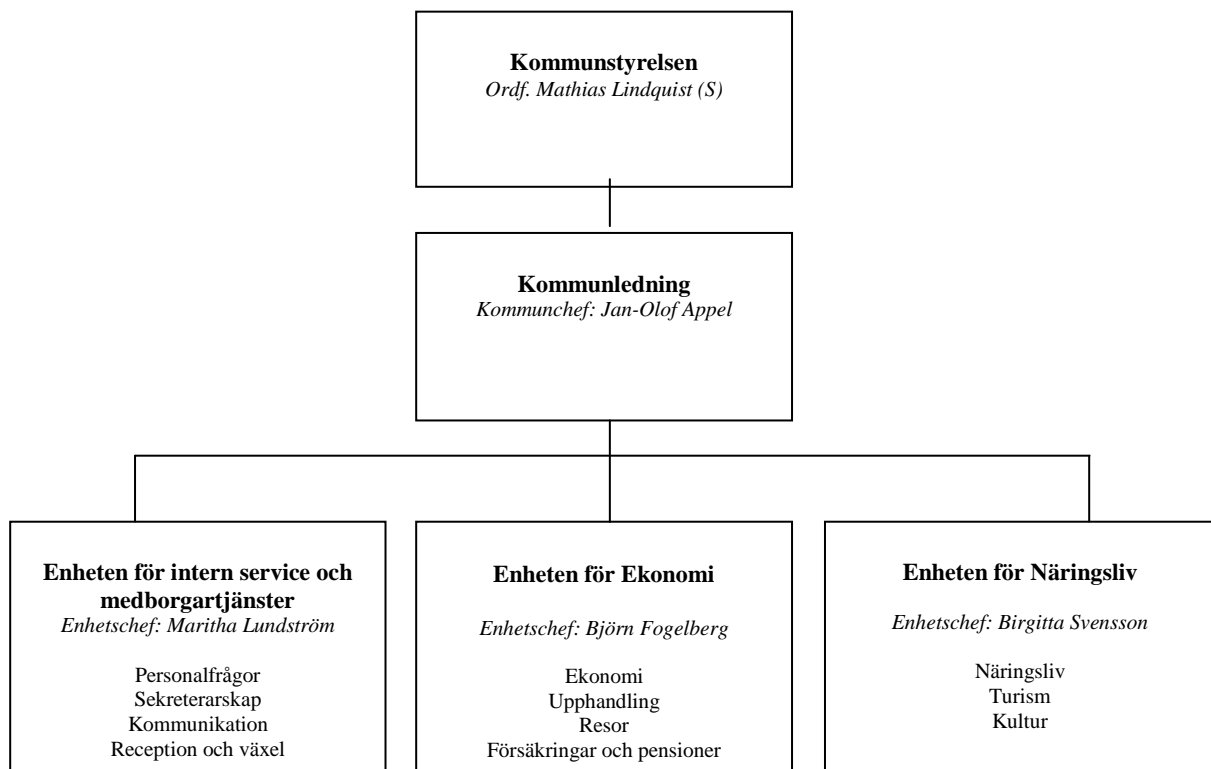 Kommunstyrelsen
Ordf. Mathias Lindquist (S)
Kommunledning
Kommunchef: Jan-Olof Appel
Enheten för intern service och
medborgartjänster
Enhetschef: Maritha Lundström
Personalfrågor
Sekreterarskap
Kommunikation
Reception och växel
Enheten för Ekonomi
Enhetschef: Björn Fogelberg
Ekonomi
Upphandling
Resor
Försäkringar och pensioner
Enheten för Näringsliv
Enhetschef: Birgitta Svensson
Näringsliv
Turism
Kultur